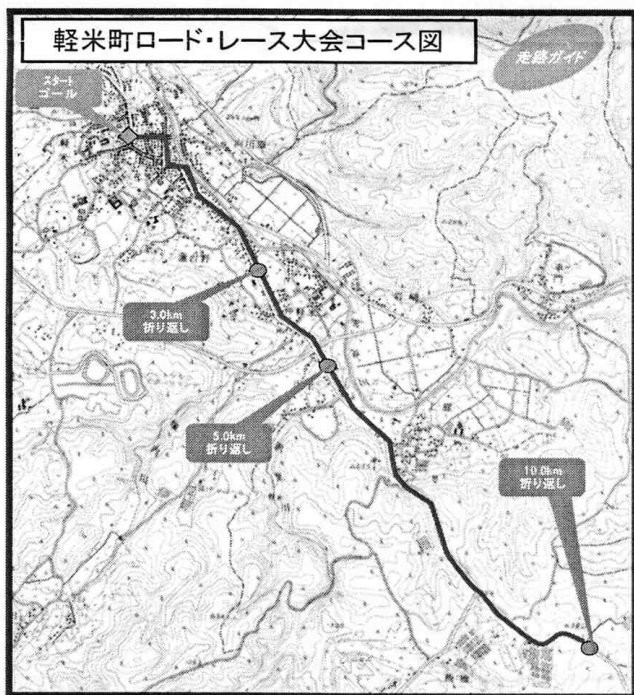 軽米町ロード・レース大会コース図
走路ガイド
スタート
ゴール
3.0km
折り返し
5.0km
折り返し
10.0km
折り返し